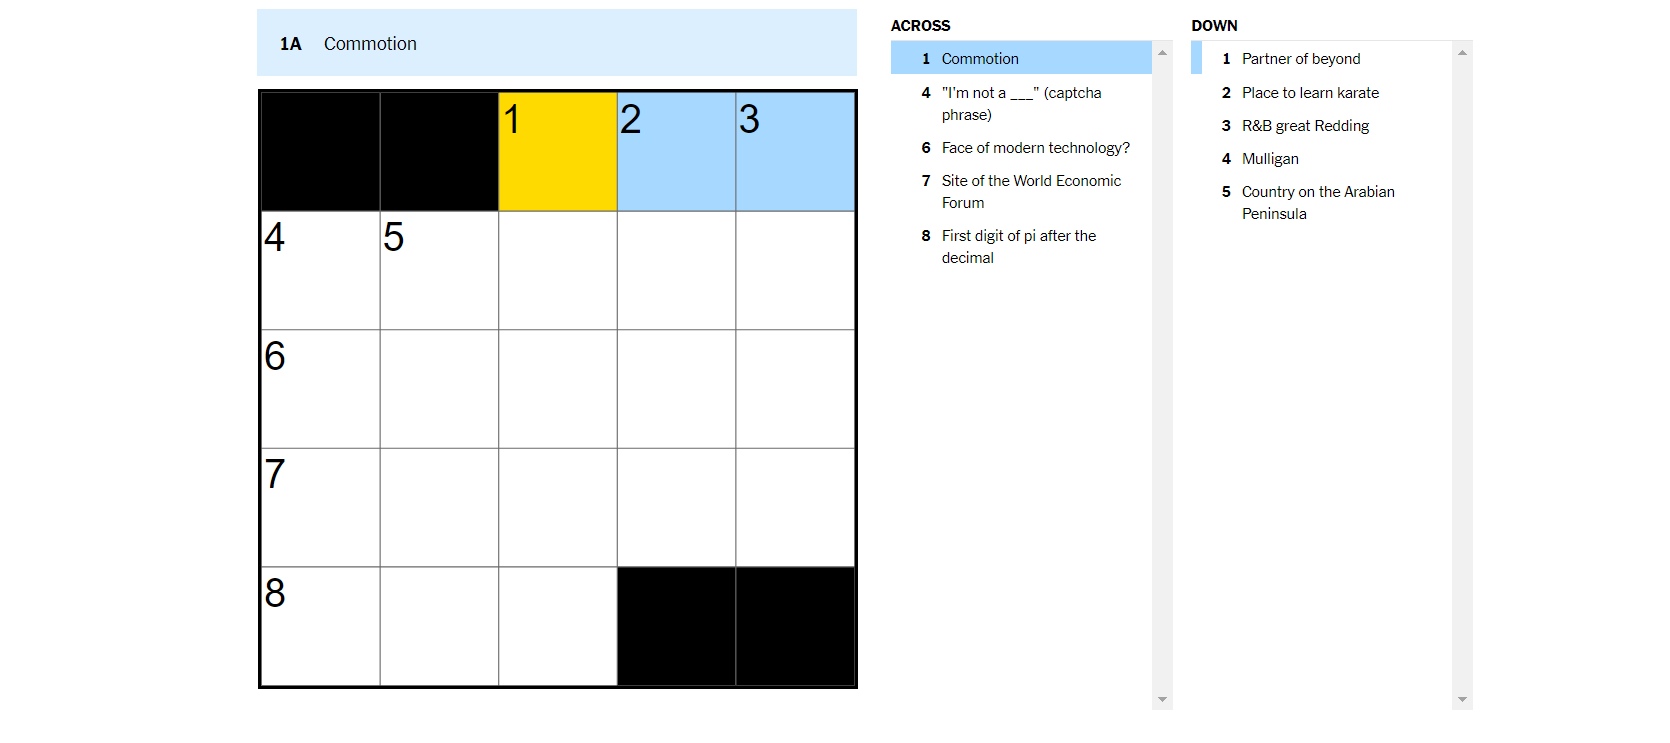 1A Commotion
1 2 3
4 5
6
7
8
ACROSS
1 Commotion
4 "I'm not a ___" (captcha
phrase)
6 Face of modern technology?
7 Site of the World Economic
Forum
8 First digit of pi after the
decimal
DOWN
1 Partner of beyond
2 Place to learn karate
3 R&B great Redding
4 Mulligan
5 Country on the Arabian
Peninsula